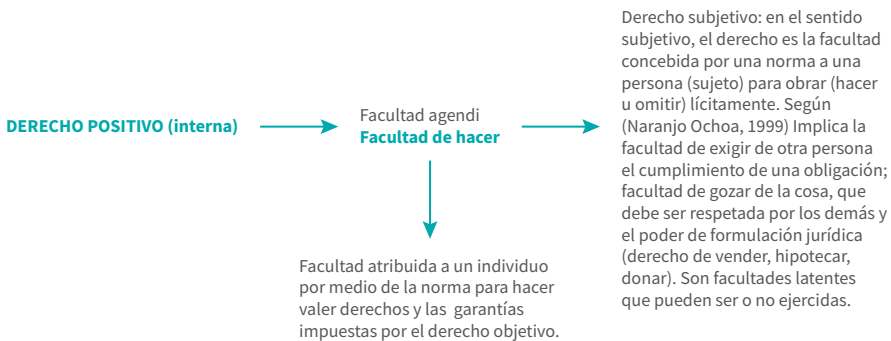 DERECHO POSITIVO (interna)
Facultad agendi
Facultad de hacer
Derecho subjetivo: en el sentido
subjetivo, el derecho es la facultad
concebida por una norma a una
persona (sujeto) para obrar (hacer
u omitir) lícitamente. Según
(Naranjo Ochoa, 1999) Implica la
facultad de exigir de otra persona
el cumplimiento de una obligación;
facultad de gozar de la cosa, que
debe ser respetada por los demás y
el poder de formulación jurídica
(derecho de vender, hipotecar,
donar). Son facultades latentes
que pueden ser o no ejercidas.
Facultad atribuida a un individuo
por medio de la norma para hacer
valer derechos y las garantías
impuestas por el derecho objetivo.